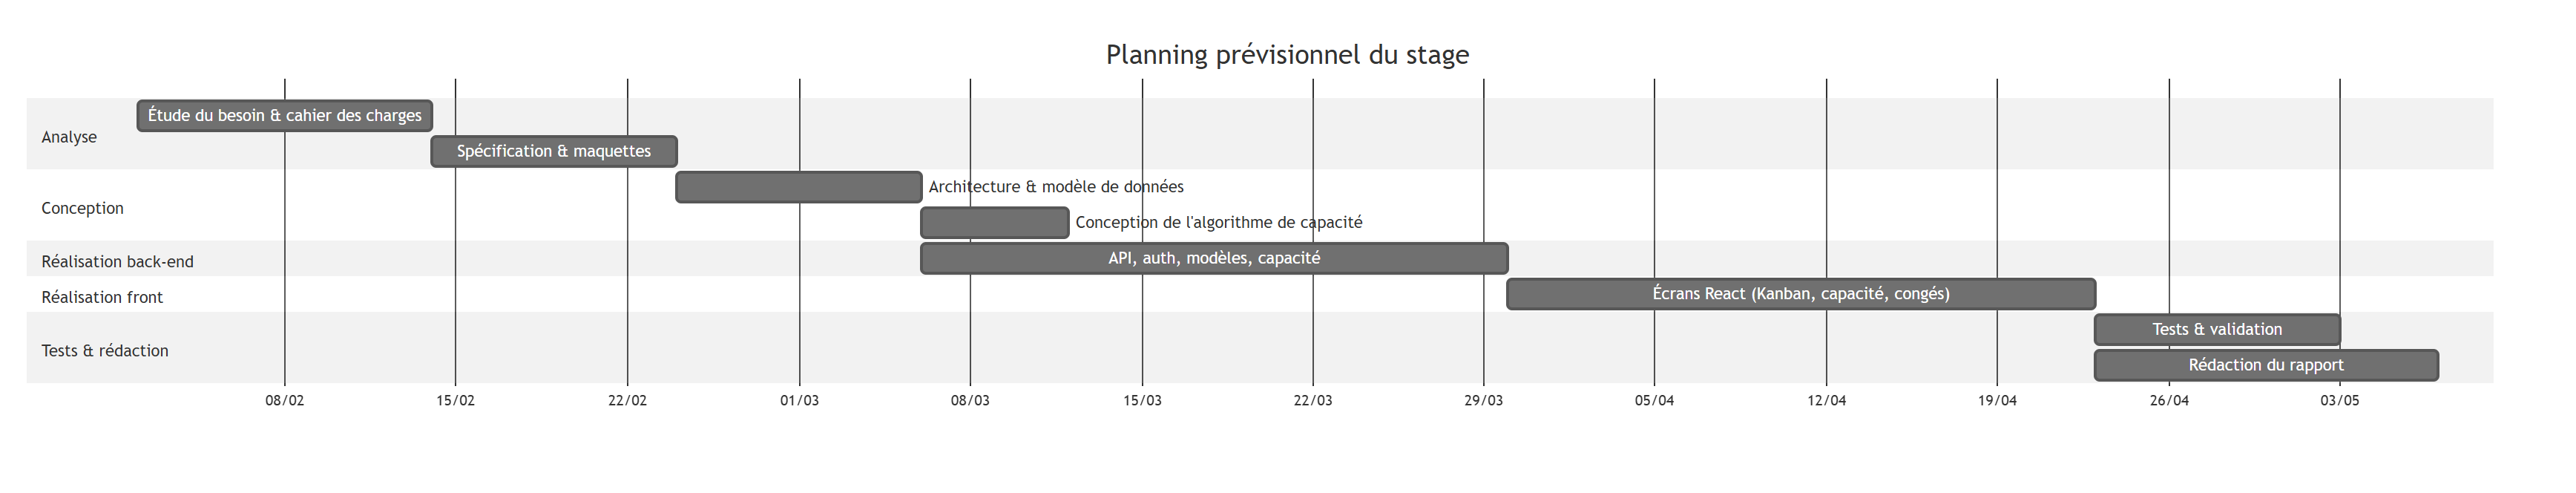 Planning prévisionnel du stage
Analyse
Étude du besoin & cahier des charges
Spécification & maquettes
Conception
Architecture & modèle de données
Conception de l'algorithme de capacité
Réalisation back-end
API, auth, modèles, capacité
Réalisation front
Écrans React (Kanban, capacité, congés)
Tests & rédaction
Tests & validation
Rédaction du rapport
08/02 15/02 22/02 01/03 08/03 15/03 22/03 29/03 05/04 12/04 19/04 26/04 03/05